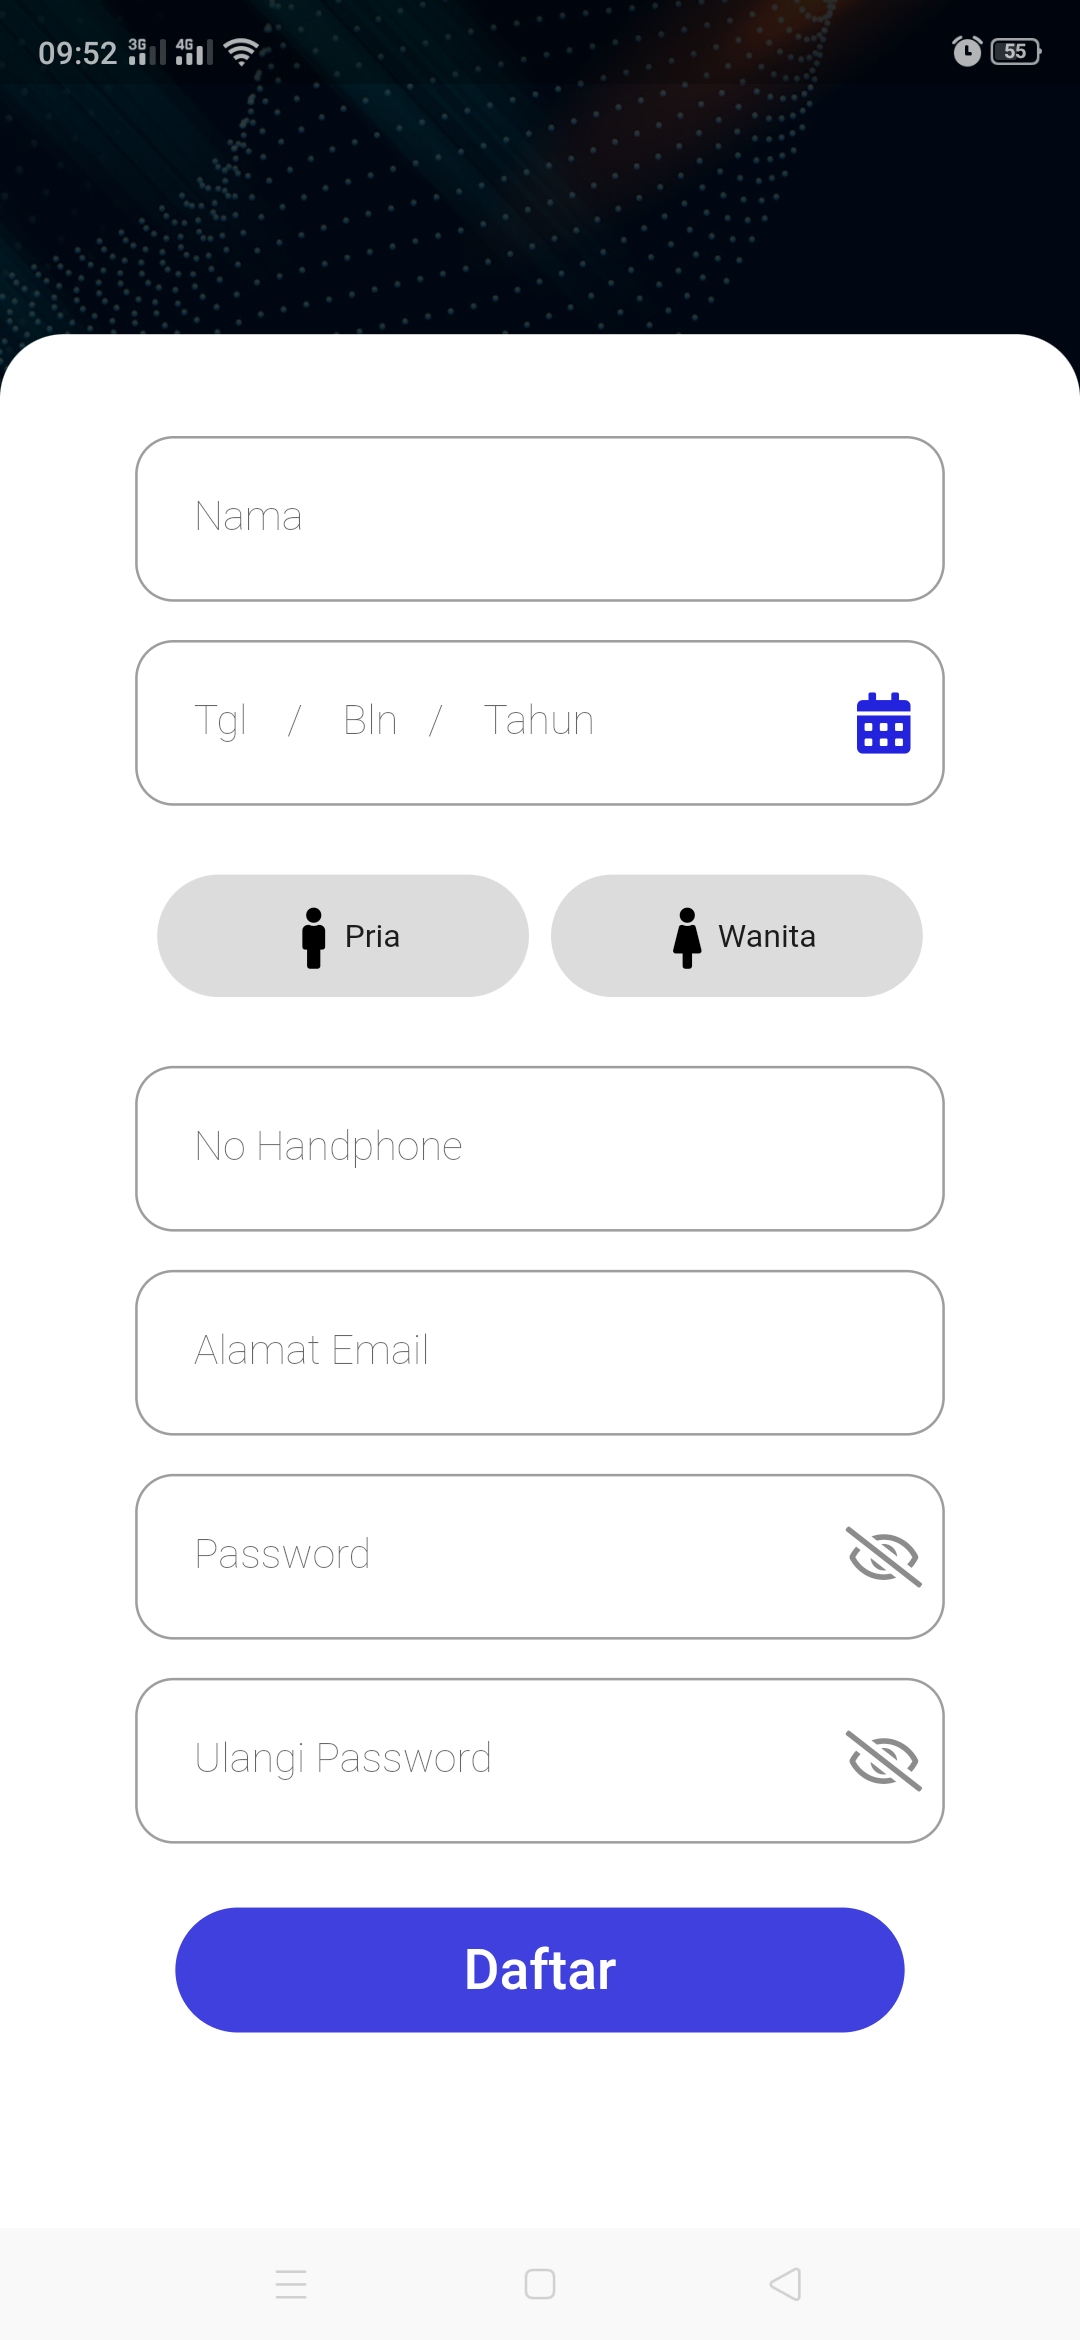 09:52 3G 4G 55
Nama
Tgl / Bln / Tahun
Pria Wanita
No Handphone
Alamat Email
Password
Ulangi Password
Daftar